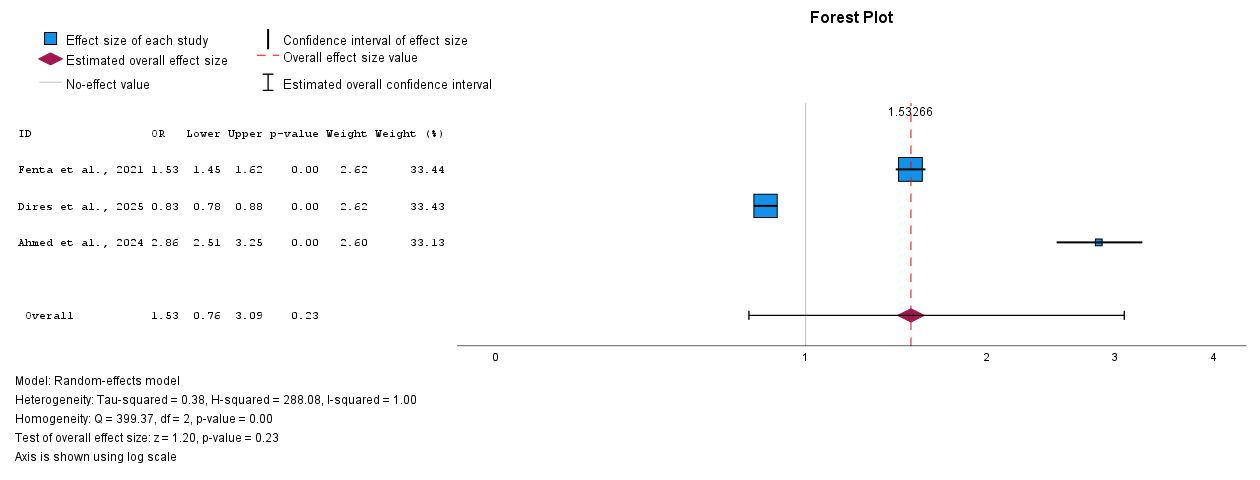 Forest Plot
Effect size of each study
Confidence interval of effect size
Estimated overall effect size
Overall effect size value
No-effect value
Estimated overall confidence interval
1.53266
ID OR Lower Upper p-value Weight Weight (%)
Fenta et al., 2021 1.53 1.45 1.62 0.00 2.62 33.44
Dires et al., 2025 0.83 0.78 0.88 0.00 2.62 33.43
Ahmed et al., 2024 2.86 2.51 3.25 0.00 2.60 33.13
Overall 1.53 0.76 3.09 0.23
0 1 2 3 4
Model: Random-effects model
Heterogeneity: Tau-squared = 0.38, H-squared = 288.08, I-squared = 1.00
Homogeneity: Q = 399.37, df = 2, p-value = 0.00
Test of overall effect size: z = 1.20, p-value = 0.23
Axis is shown using log scale